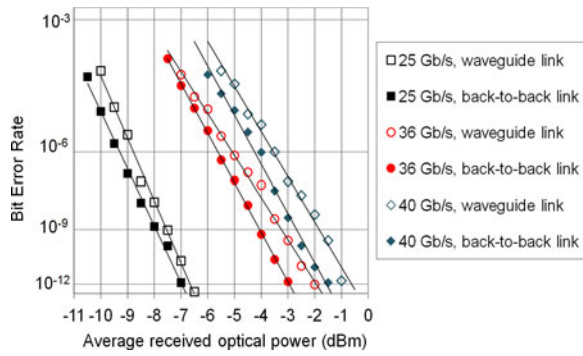 10-3
10-6
10-9
10-12
Bit Error Rate
-11 -10 -9 -8 -7 -6 -5 -4 -3 -2 -1 0
Average received optical power (dBm)
25 Gb/s, waveguide link
25 Gb/s, back-to-back link
36 Gb/s, waveguide link
36 Gb/s, back-to-back link
40 Gb/s, waveguide link
40 Gb/s, back-to-back link